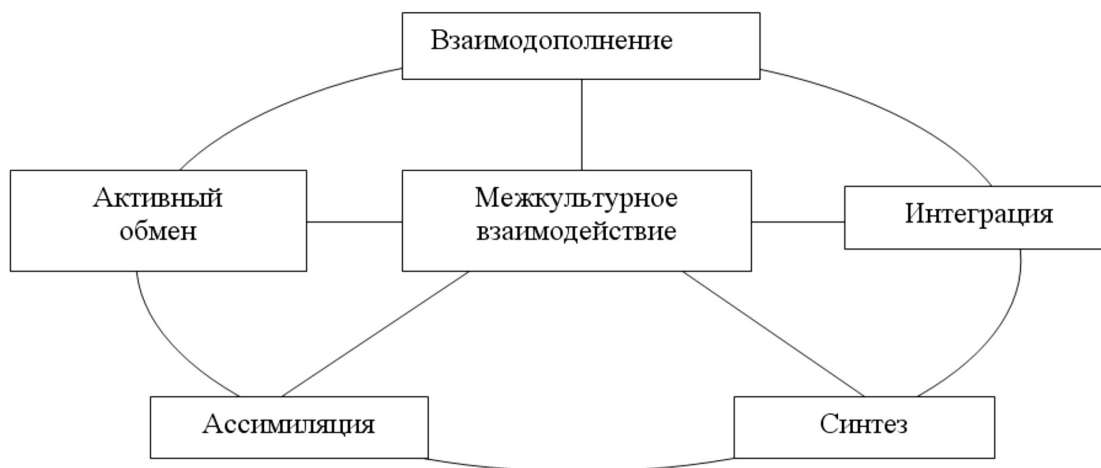 Взаимодополнение
Активный
обмен
Межкультурное
взаимодействие
Интеграция
Ассимиляция
Синтез